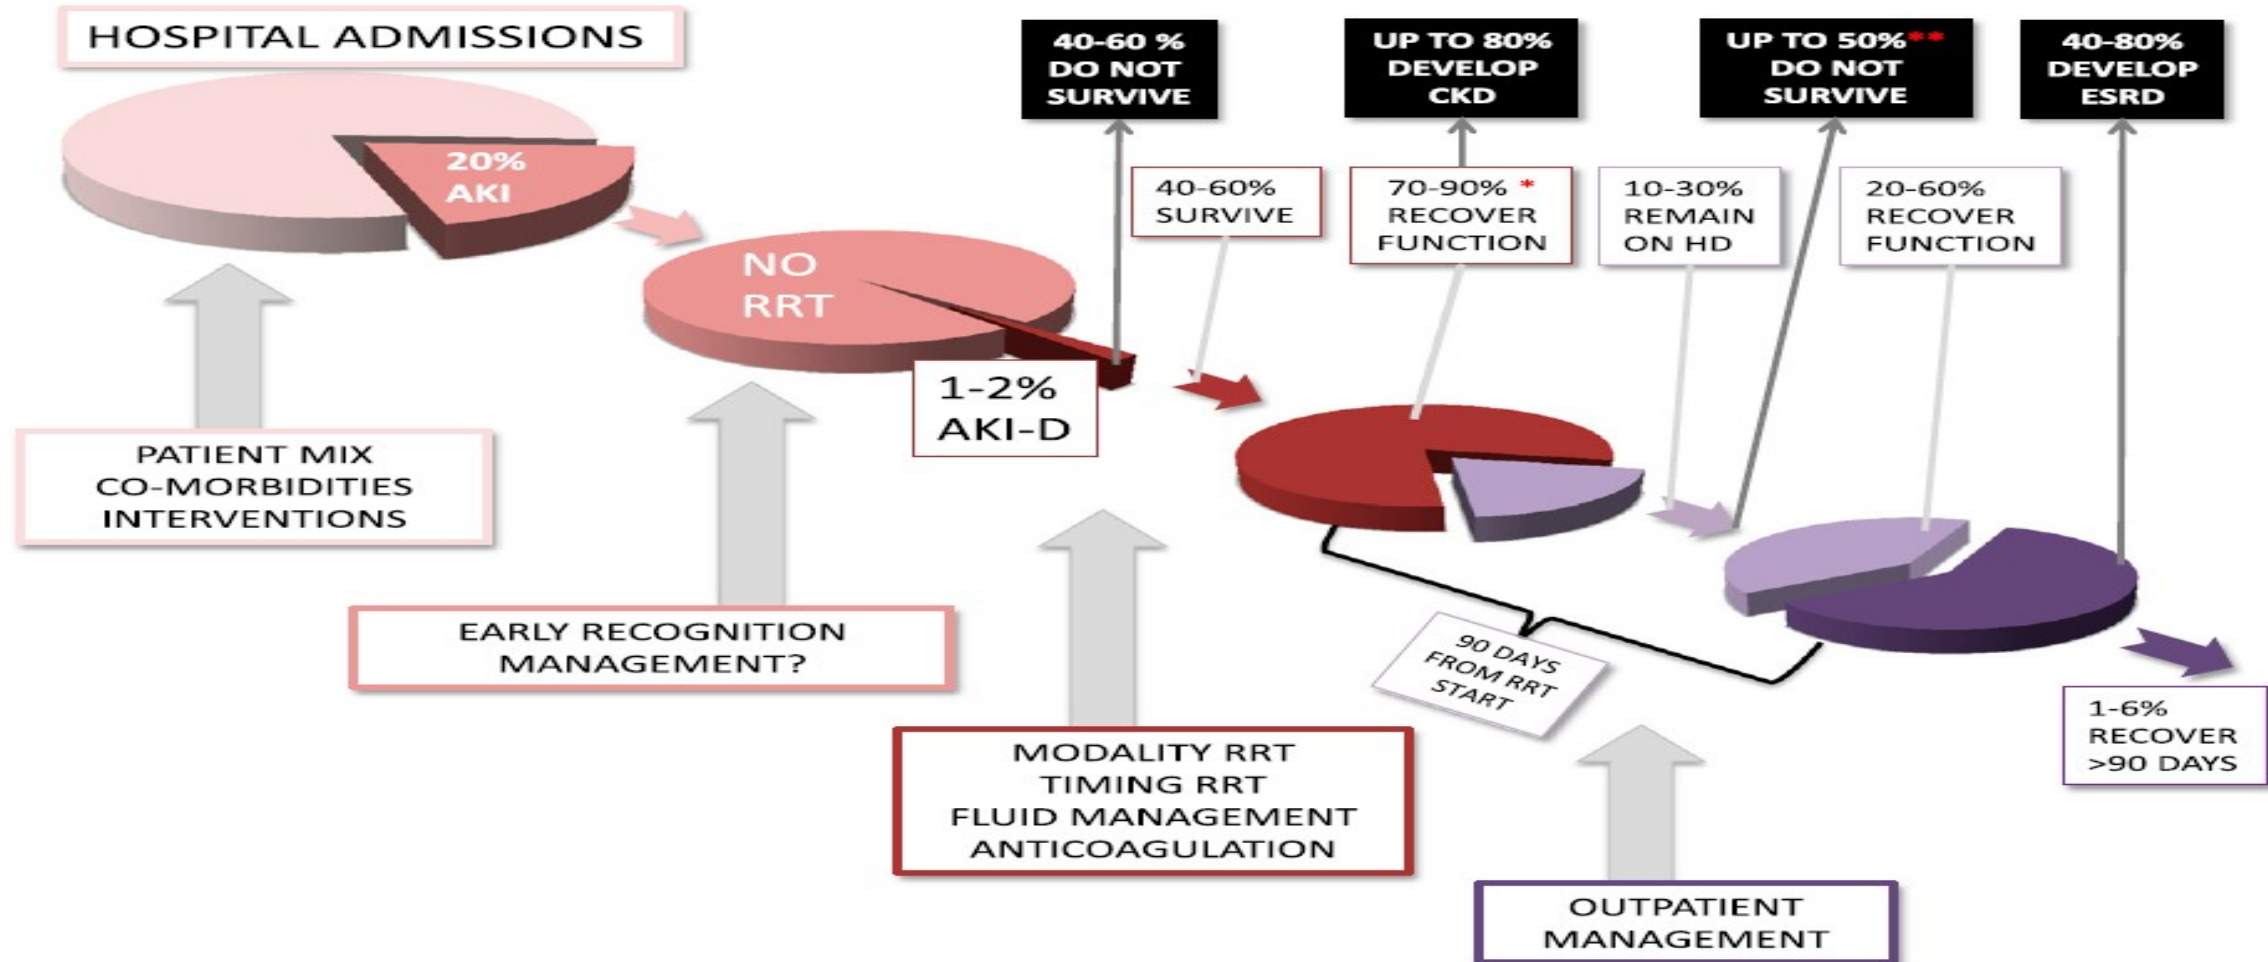 HOSPITAL ADMISSIONS
20%
AKI
NO
RRT
1-2%
AKI-D
40-60 %
DO NOT
SURVIVE
40-60%
SURVIVE
UP TO 80%
DEVELOP
CKD
70-90% *
RECOVER
FUNCTION
10-30%
REMAIN
ON HD
UP TO 50%**
DO NOT
SURVIVE
20-60%
RECOVER
FUNCTION
40-80%
DEVELOP
ESRD
PATIENT MIX
CO-MORBIDITIES
INTERVENTIONS
EARLY RECOGNITION
MANAGEMENT?
MODALITY RRT
TIMING RRT
FLUID MANAGEMENT
ANTICOAGULATION
90 DAYS
FROM RRT
START
OUTPATIENT
MANAGEMENT
1-6%
RECOVER
>90 DAYS